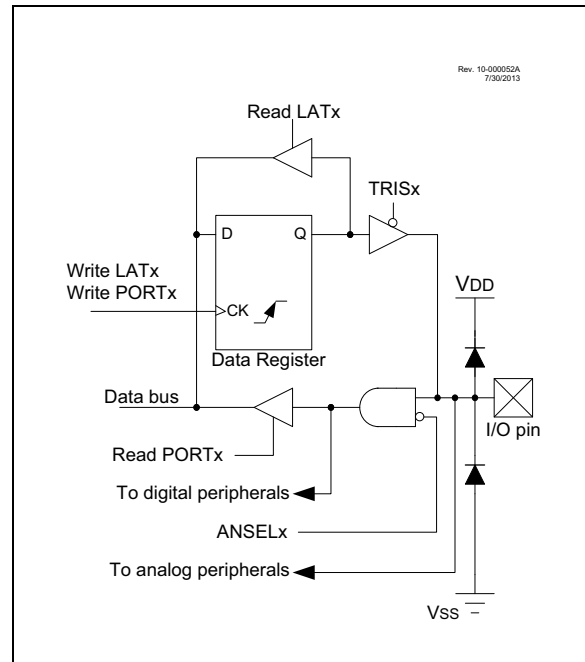 Rev. 10-000052A
7/30/2013
Read LATx
TRISx
D
Q
Write LATx
Write PORTx
CK
VDD
Data Register
Data bus
I/O pin
Read PORTx
To digital peripherals
ANSELx
To analog peripherals
VSS